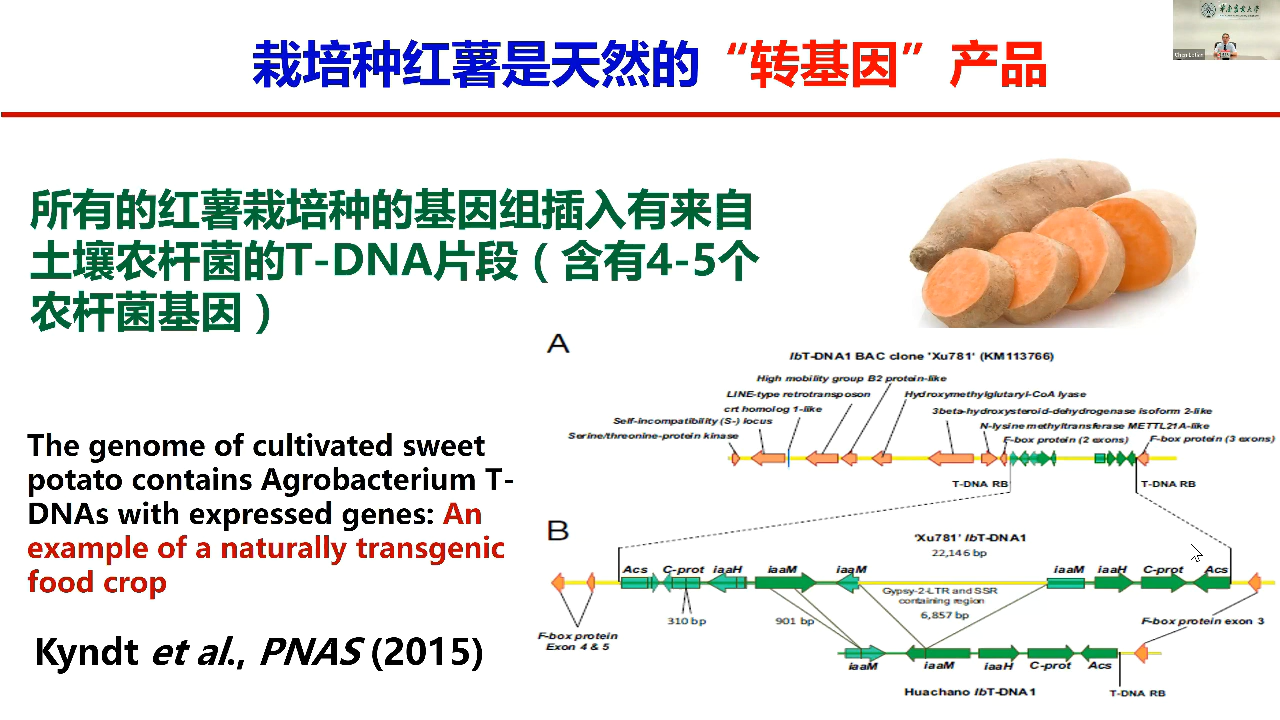 华南农业大学
栽培种红薯是天然的“转基因”产品
所有的红薯栽培种的基因组插入有来自
土壤农杆菌的T-DNA片段（含有4-5个
农杆菌基因）
The genome of cultivated sweet
potato contains Agrobacterium T-
DNAs with expressed genes: An
example of a naturally transgenic
food crop
Kyndt et al., PNAS (2015)
A
IbT-DNA1 BAC clone 'Xu781' (KM113766)
High mobility group B2 protein-like
LINE-type retrotransposon
Hydroxymethylglutaryl-CoA lyase
crt homolog 1-like
3beta-hydroxysteroid-dehydrogenase isoform 2-like
Self-incompatibility (S-) locus
N-lysine methyltransferase METTL21A-like
Serine/threonine-protein kinase
F-box protein (2 exons)
F-box protein (3 exons)
T-DNA RB
T-DNA RB
B
'Xu781' IbT-DNA1
22,146 bp
Acs C-prot iaaH iaaM iaaM iaaM iaaH C-prot Acs
Gypsy-2-LTR and SSR
containing region
310 bp 901 bp 6,857 bp
F-box protein exon 3
F-box protein
Exon 4 & 5
iaaM iaaM iaaH C-prot Acs
Huachano IbT-DNA1
T-DNA RB